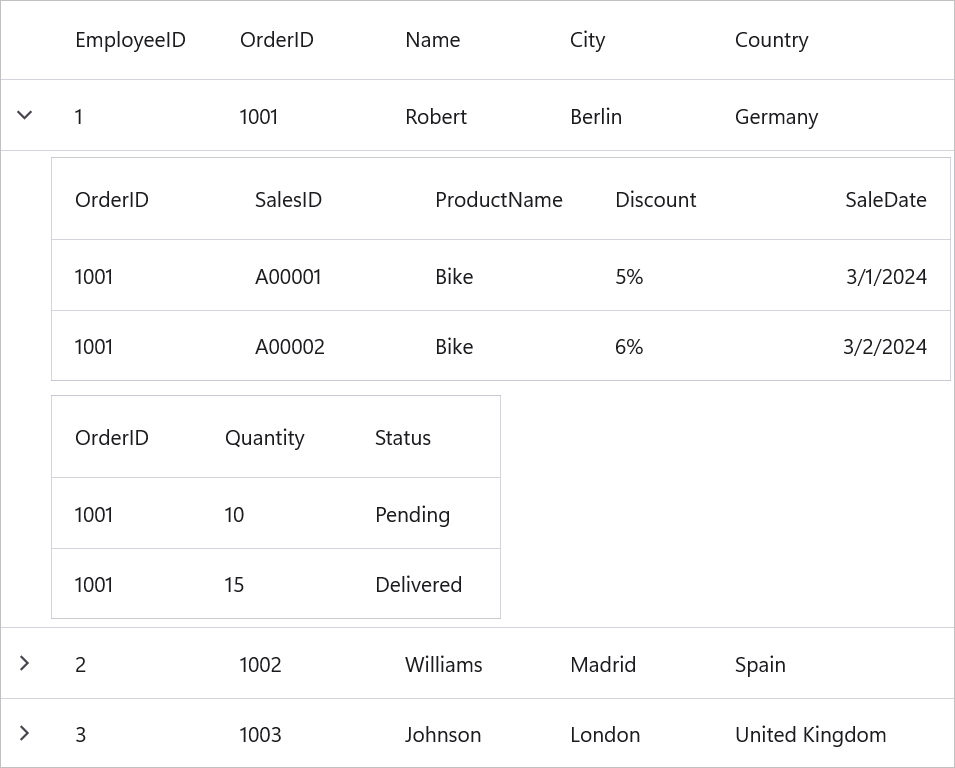 EmployeeID OrderID Name City Country
1 1001 Robert Berlin Germany
OrderID SalesID ProductName Discount SaleDate
1001 A00001 Bike 5% 3/1/2024
1001 A00002 Bike 6% 3/2/2024
OrderID Quantity Status
1001 10 Pending
1001 15 Delivered
2 1002 Williams Madrid Spain
3 1003 Johnson London United Kingdom